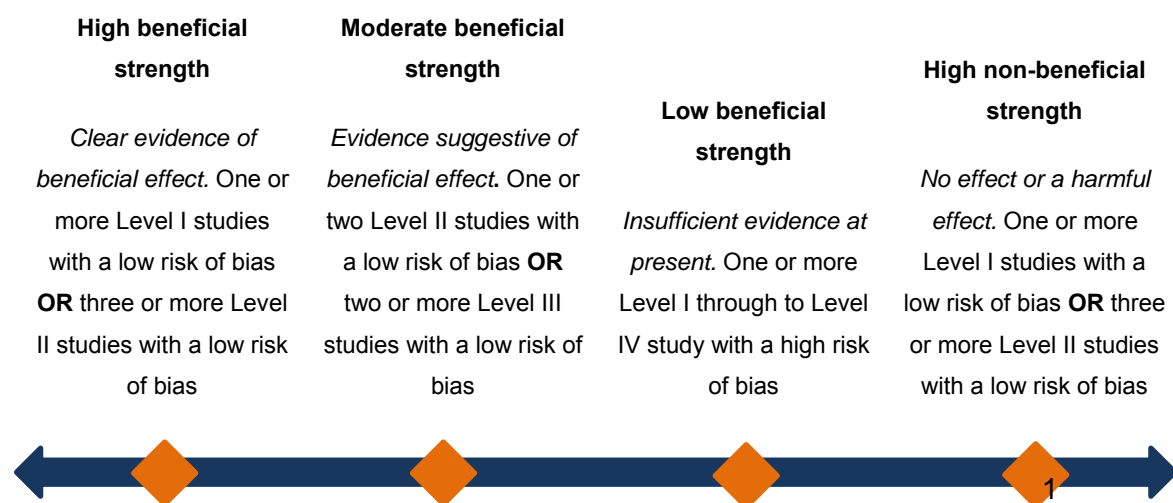 High beneficial
strength
Clear evidence of
beneficial effect. One or
more Level I studies
with a low risk of bias
OR three or more Level
II studies with a low risk
of bias
Moderate beneficial
strength
Evidence suggestive of
beneficial effect. One or
two Level II studies with
a low risk of bias OR
two or more Level III
studies with a low risk of
bias
Low beneficial
strength
Insufficient evidence at
present. One or more
Level I through to Level
IV study with a high risk
of bias
High non-beneficial
strength
No effect or a harmful
effect. One or more
Level I studies with a
low risk of bias OR three
or more Level II studies
with a low risk of bias
1